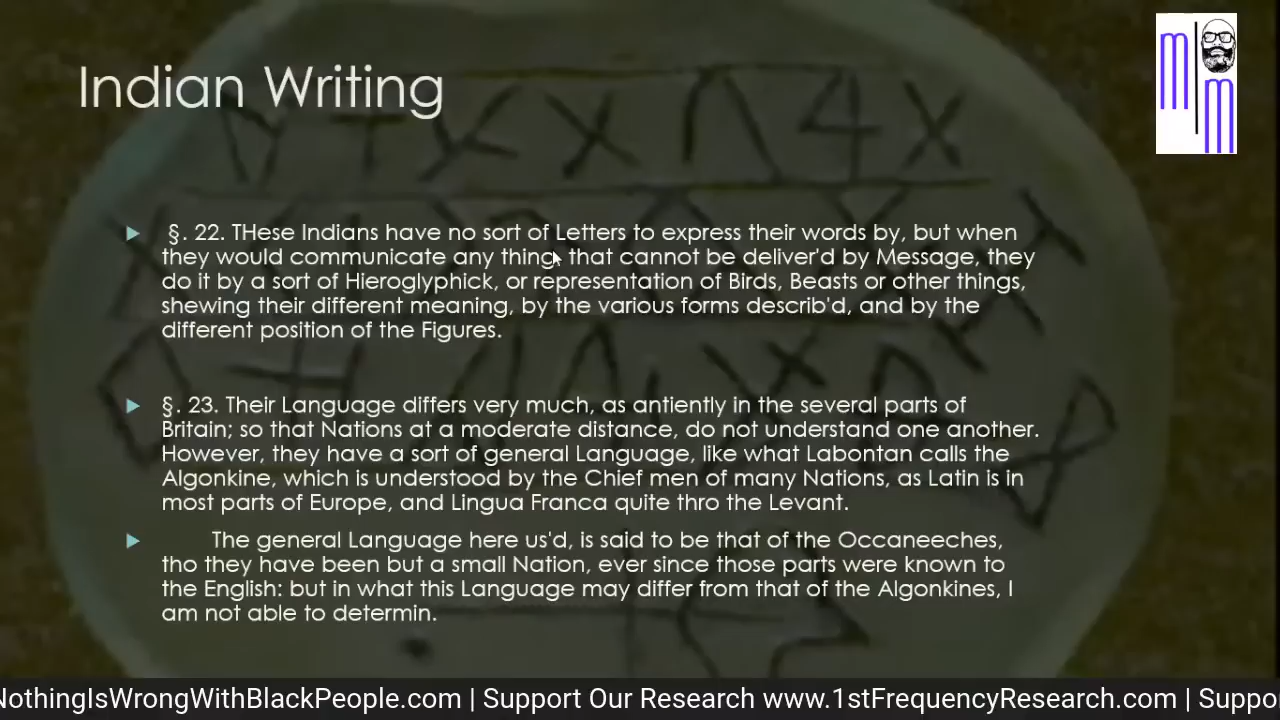 Indian Writing
§. 22. THese Indians have no sort of Letters to express their words by, but when
they would communicate any thing, that cannot be deliver'd by Message, they
do it by a sort of Hieroglyphick, or representation of Birds, Beasts or other things,
shewing their different meaning, by the various forms describ'd, and by the
different position of the Figures.
§. 23. Their Language differs very much, as antiently in the several parts of
Britain; so that Nations at a moderate distance, do not understand one another.
However, they have a sort of general Language, like what Labontan calls the
Algonkine, which is understood by the Chief men of many Nations, as Latin is in
most parts of Europe, and Lingua Franca quite thro the Levant.
The general Language here us'd, is said to be that of the Occaneeches,
tho they have been but a small Nation, ever since those parts were known to
the English: but in what this Language may differ from that of the Algonkines, I
am not able to determin.
NothingIsWrongWithBlackPeople.com | Support Our Research www.1stFrequencyResearch.com | Suppo